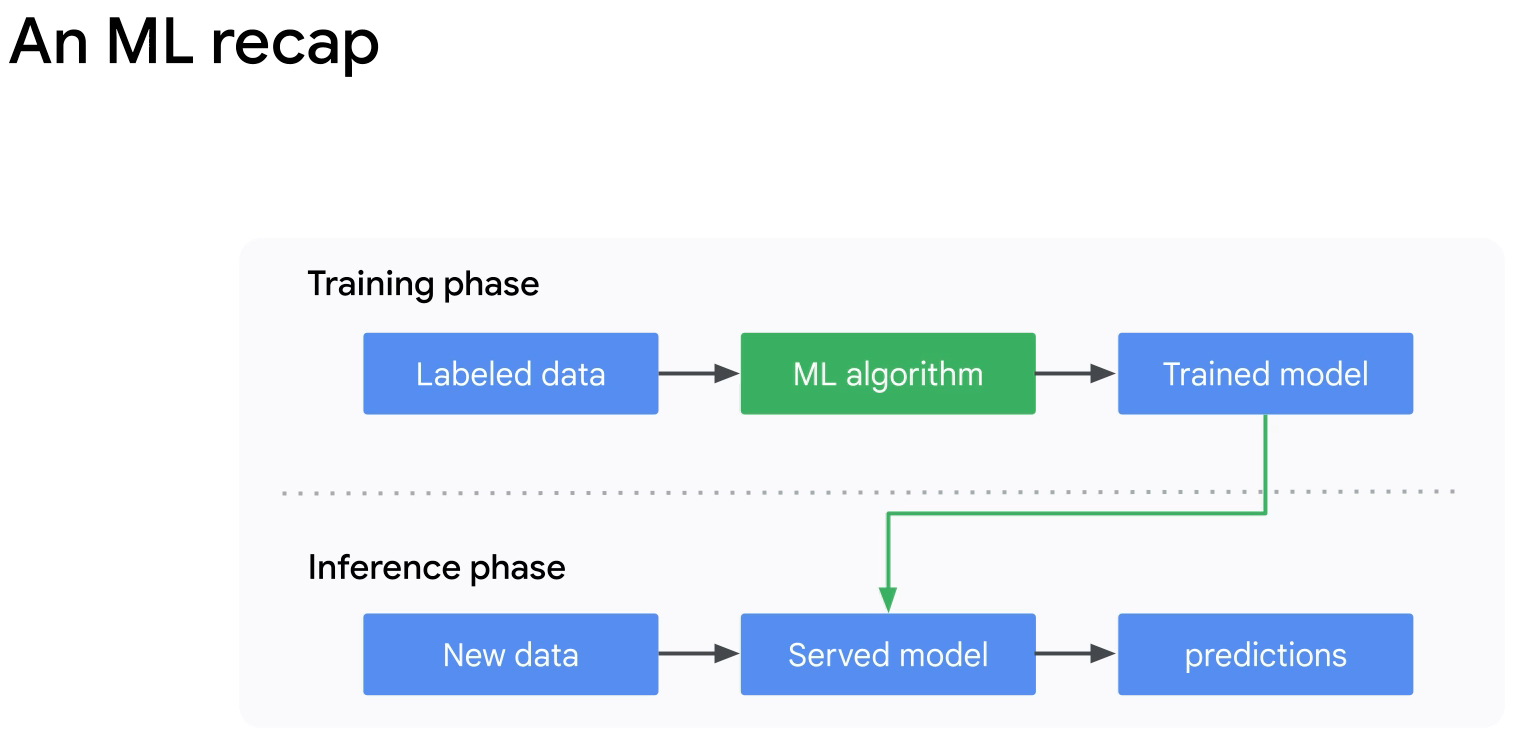 An ML recap
Training phase
Labeled data
ML algorithm
Trained model
Inference phase
New data
Served model
predictions